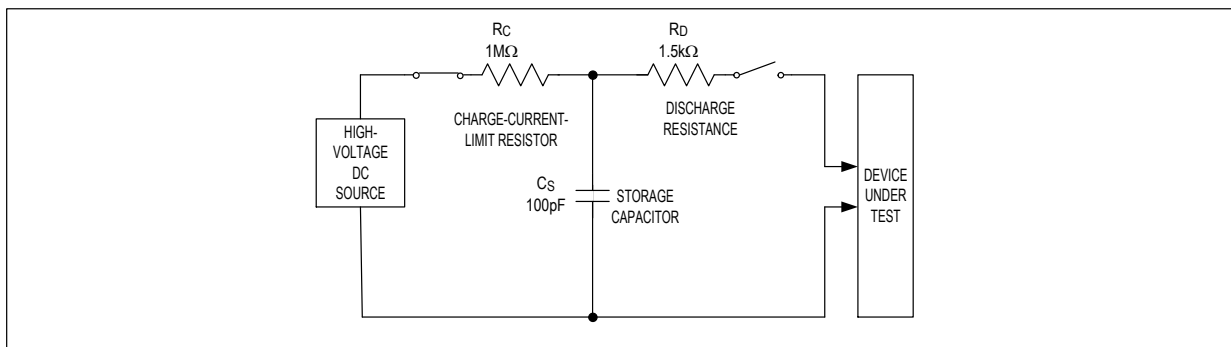 RC
1MΩ
RD
1.5kΩ
CHARGE-CURRENT-
LIMIT RESISTOR
DISCHARGE
RESISTANCE
HIGH-
VOLTAGE
DC
SOURCE
CS
100pF
STORAGE
CAPACITOR
DEVICE
UNDER
TEST